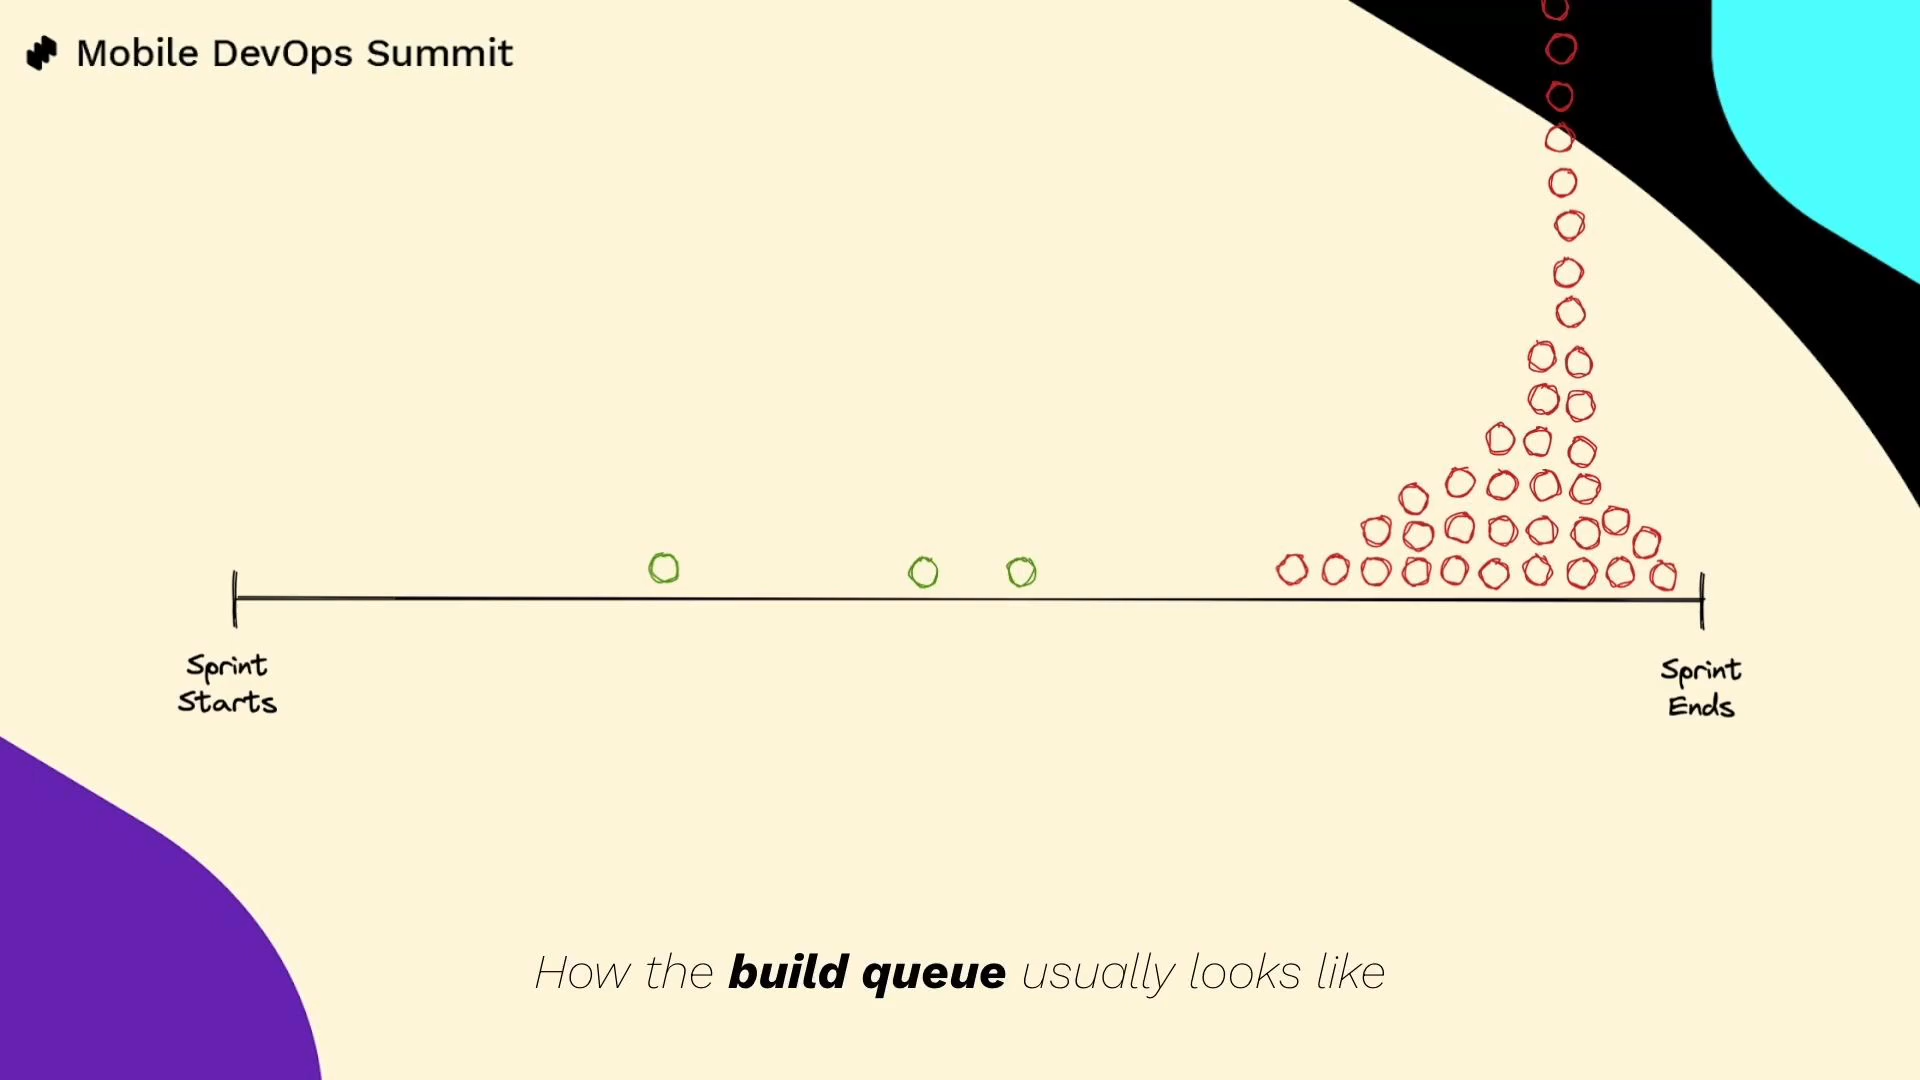 Mobile DevOps Summit
Sprint
Starts
Sprint
Ends
How the build queue usually looks like